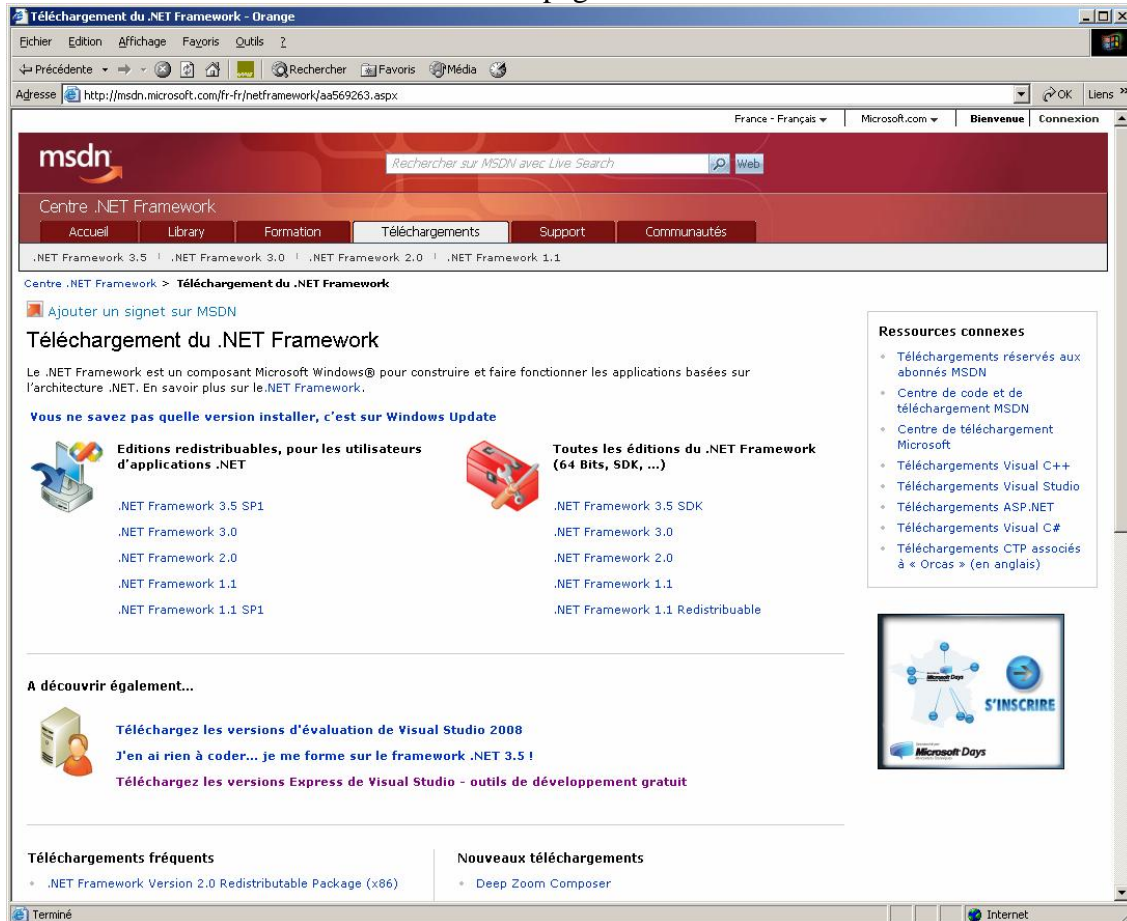 page
Téléchargement du .NET Framework - Orange
Eichier Edition Affichage Favoris Outils ?
Précédente Rechercher Favoris Média
Adresse http://msdn.microsoft.com/fr-fr/netframework/aa569263.aspx OK Liens »
France - Français Microsoft.com Bienvenue Connexion
msdn
Rechercher sur MSDN avec Live Search Web
Centre .NET Framework
Accueil Library Formation Téléchargements Support Communautés
.NET Framework 3.5 | .NET Framework 3.0 | .NET Framework 2.0 | .NET Framework 1.1
Centre .NET Framework > Téléchargement du .NET Framework
Ajouter un signet sur MSDN
Téléchargement du .NET Framework
Le .NET Framework est un composant Microsoft Windows® pour construire et faire fonctionner les applications basées sur
l'architecture .NET. En savoir plus sur le.NET Framework.
Vous ne savez pas quelle version installer, c'est sur Windows Update
Editions redistribuables, pour les utilisateurs
d'applications .NET
.NET Framework 3.5 SP1
.NET Framework 3.0
.NET Framework 2.0
.NET Framework 1.1
.NET Framework 1.1 SP1
Toutes les éditions du .NET Framework
(64 Bits, SDK, ...)
.NET Framework 3.5 SDK
.NET Framework 3.0
.NET Framework 2.0
.NET Framework 1.1
.NET Framework 1.1 Redistribuable
A découvrir également...
Téléchargez les versions d'évaluation de Visual Studio 2008
J'en ai rien à coder... je me forme sur le framework .NET 3.5 !
Téléchargez les versions Express de Visual Studio - outils de développement gratuit
Téléchargements fréquents
.NET Framework Version 2.0 Redistributable Package (x86)
Nouveaux téléchargements
Deep Zoom Composer
Ressources connexes
Téléchargements réservés aux
abonnés MSDN
Centre de code et de
téléchargement MSDN
Centre de téléchargement
Microsoft
Téléchargements Visual C++
Téléchargements Visual Studio
Téléchargements ASP.NET
Téléchargements Visual C#
Téléchargements CTP associés
à « Orcas » (en anglais)
Microsoft Days
S'INSCRIRE
Microsoft Days
Terminé Internet